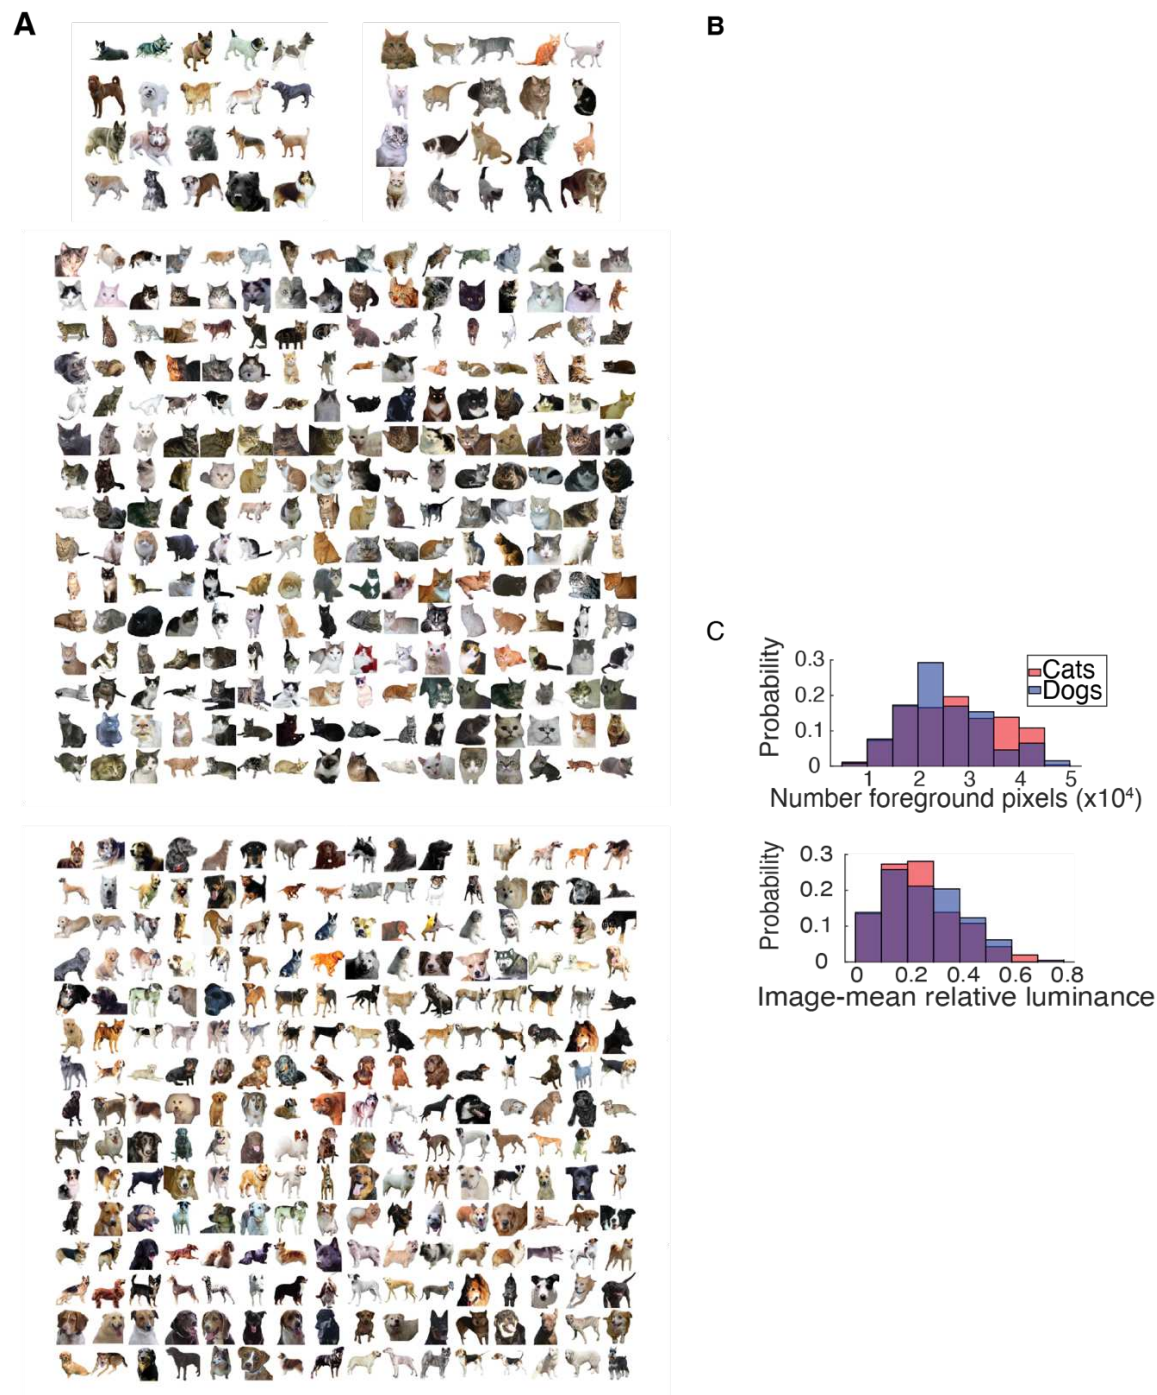 A
B
C
Probability
0.3
0.2
0.1
0
Cats
Dogs
1 2 3 4 5
Number foreground pixels (x10⁴)
Probability
0.3
0.2
0.1
0
0 0.2 0.4 0.6 0.8
Image-mean relative luminance